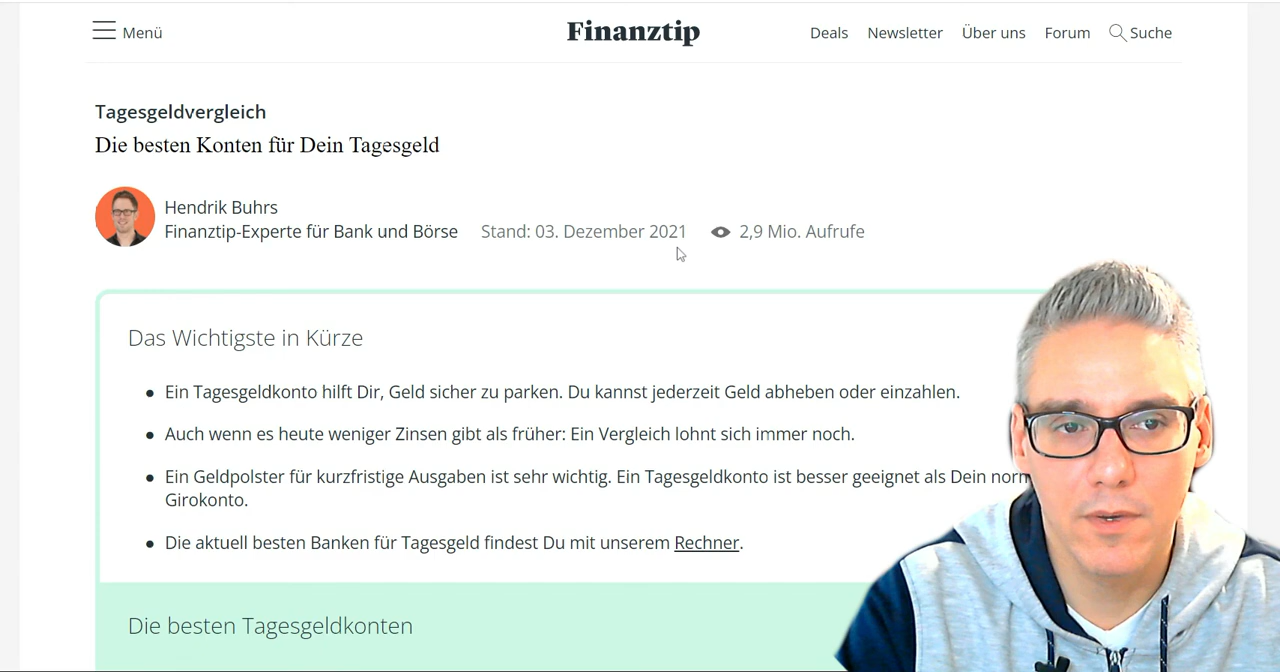 Menü
Finanztip
Deals Newsletter Über uns Forum Suche
Tagesgeldvergleich
Die besten Konten für Dein Tagesgeld
Hendrik Buhrs
Finanztip-Experte für Bank und Börse Stand: 03. Dezember 2021 2,9 Mio. Aufrufe
Das Wichtigste in Kürze
Ein Tagesgeldkonto hilft Dir, Geld sicher zu parken. Du kannst jederzeit Geld abheben oder einzahlen.
Auch wenn es heute weniger Zinsen gibt als früher: Ein Vergleich lohnt sich immer noch.
Ein Geldpolster für kurzfristige Ausgaben ist sehr wichtig. Ein Tagesgeldkonto ist besser geeignet als Dein
Girokonto.
Die aktuell besten Banken für Tagesgeld findest Du mit unserem Rechner.
Die besten Tagesgeldkonten